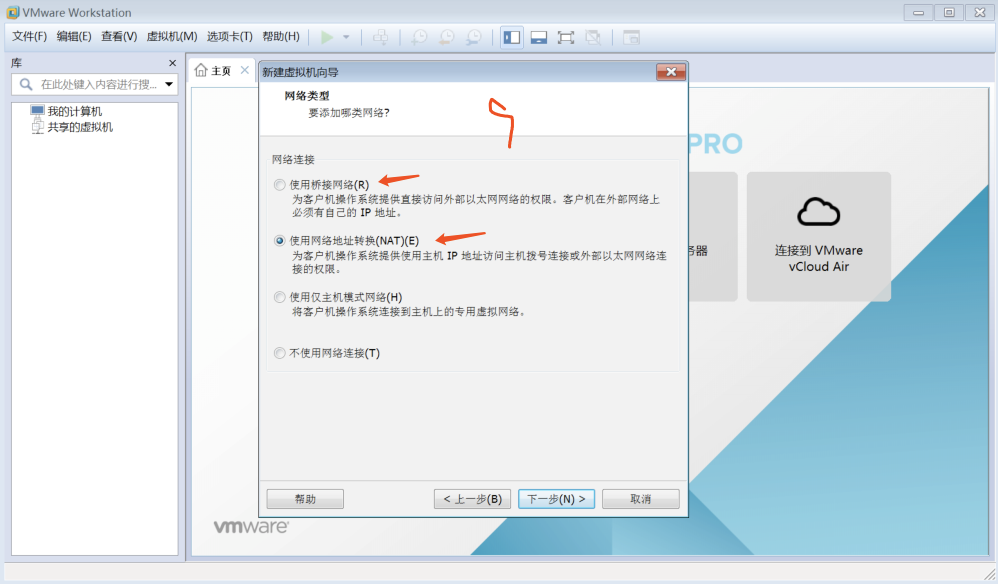 VMware Workstation
文件(F) 编辑(E) 查看(V) 虚拟机(M) 选项卡(T) 帮助(H)
库
主页
在此处键入内容进行搜...
我的计算机
共享的虚拟机
新建虚拟机向导
网络类型
要添加哪类网络?
网络连接
使用桥接网络(R)
为客户机操作系统提供直接访问外部以太网网络的权限。客户机在外部网络上
必须有自己的 IP 地址。
使用网络地址转换(NAT)(E)
为客户机操作系统提供使用主机 IP 地址访问主机拨号连接或外部以太网网络连
接的权限。
使用仅主机模式网络(H)
将客户机操作系统连接到主机上的专用虚拟网络。
不使用网络连接(T)
帮助
< 上一步(B)
下一步(N) >
取消
PRO
务器
连接到 VMware
vCloud Air
vmware